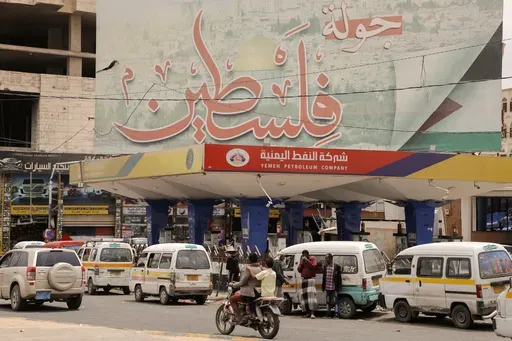 جولة
فلسطين
شركة النفط اليمنية
YEMEN PETROLEUM COMPANY